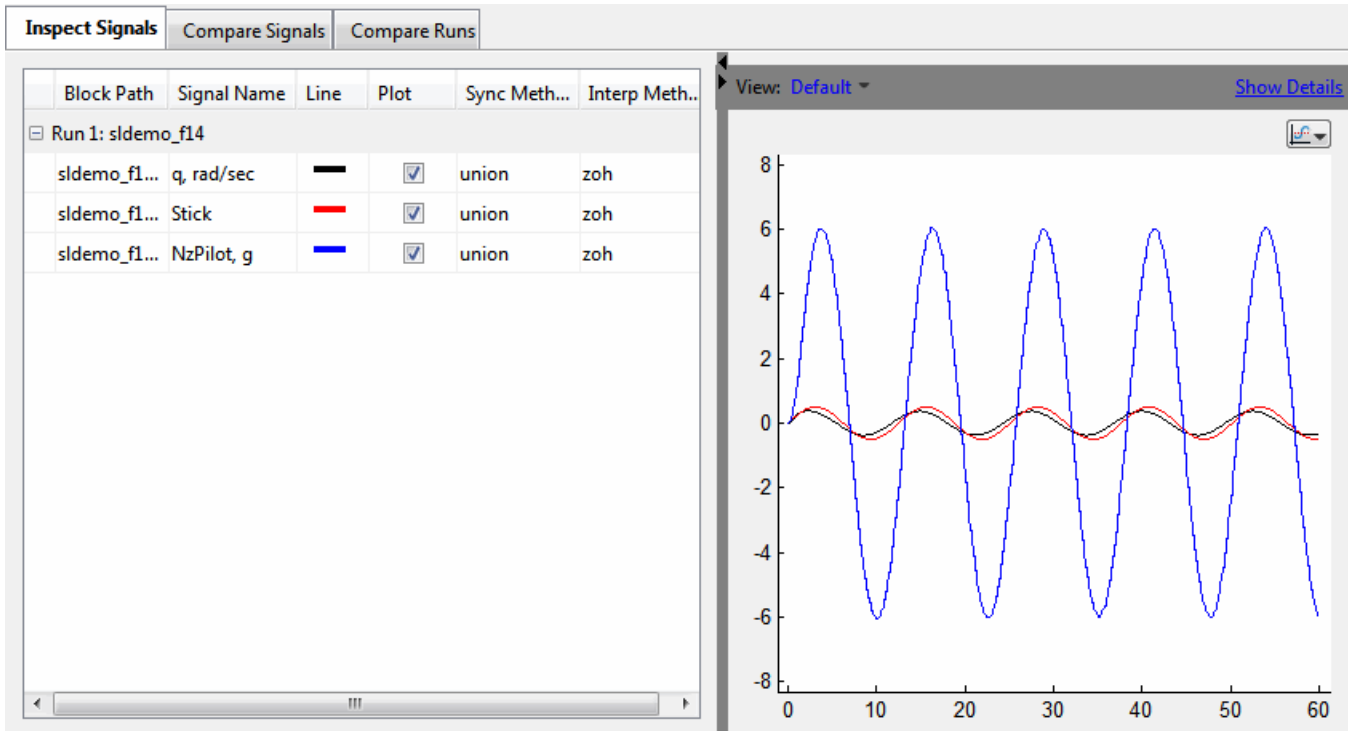 Inspect Signals Compare Signals Compare Runs
Block Path Signal Name Line Plot Sync Meth... Interp Meth..
Run 1: sldemo_f14
sldemo_f1... q, rad/sec union zoh
sldemo_f1... Stick union zoh
sldemo_f1... NzPilot, g union zoh
View: Default Show Details
8
6
4
2
0
-2
-4
-6
-8
0 10 20 30 40 50 60